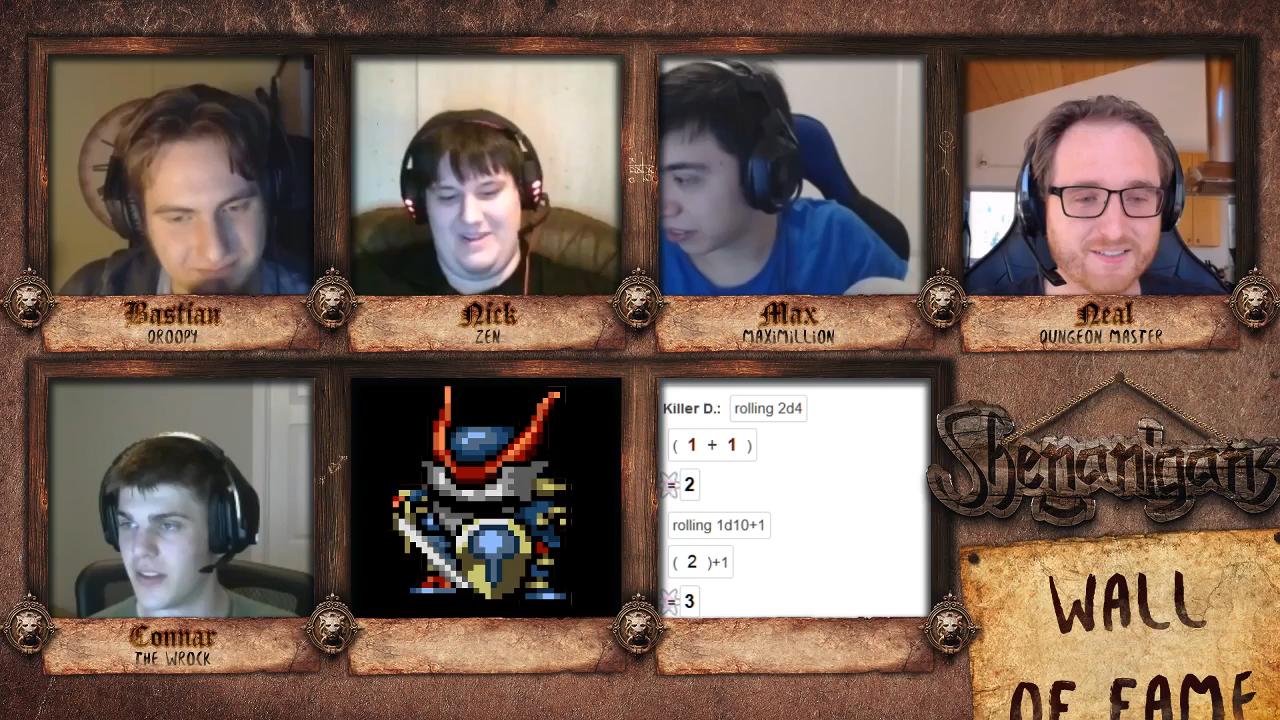 Bastian
DROOPY
Nick
ZEN
Max
MAXIMILLION
Neal
DUNGEON MASTER
Connar
THE WROCK
Killer D.: rolling 2d4
( 1 + 1 )
= 2
rolling 1d10+1
( 2 )+1
= 3
Shenanigans
WALL
OF FAME